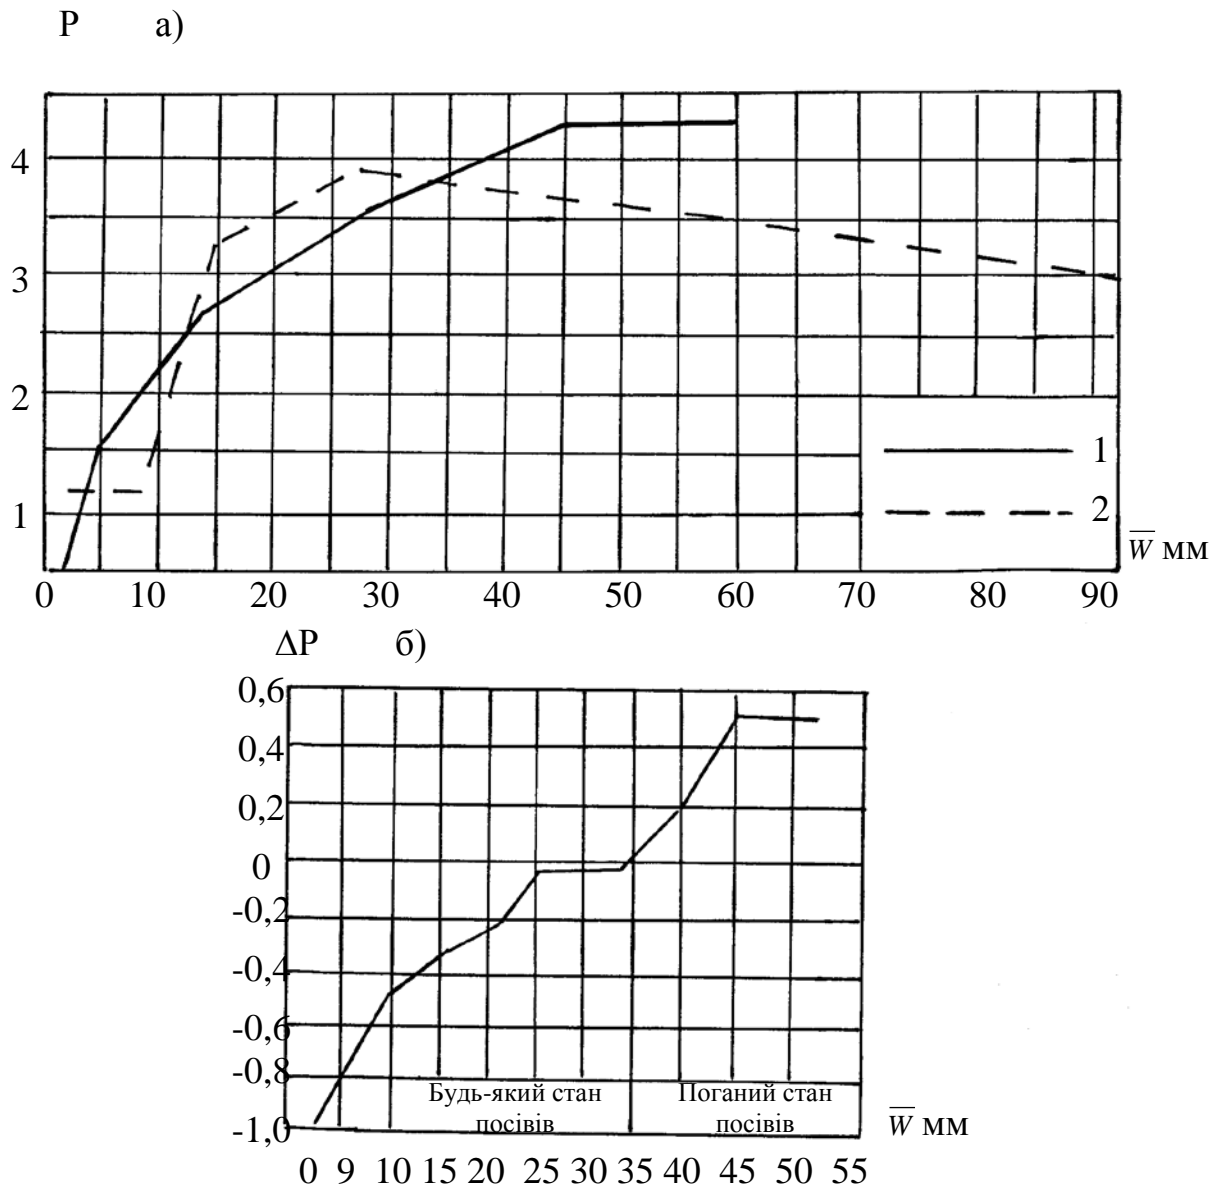 P а)
4
3
2
1
1
2
W̅ мм
0 10 20 30 40 50 60 70 80 90
ΔP б)
0,6
0,4
0,2
0
-0,2
-0,4
-0,6
-0,8
-1,0
Будь-який стан
посівів
Поганий стан
посівів
W̅ мм
0 9 10 15 20 25 30 35 40 45 50 55